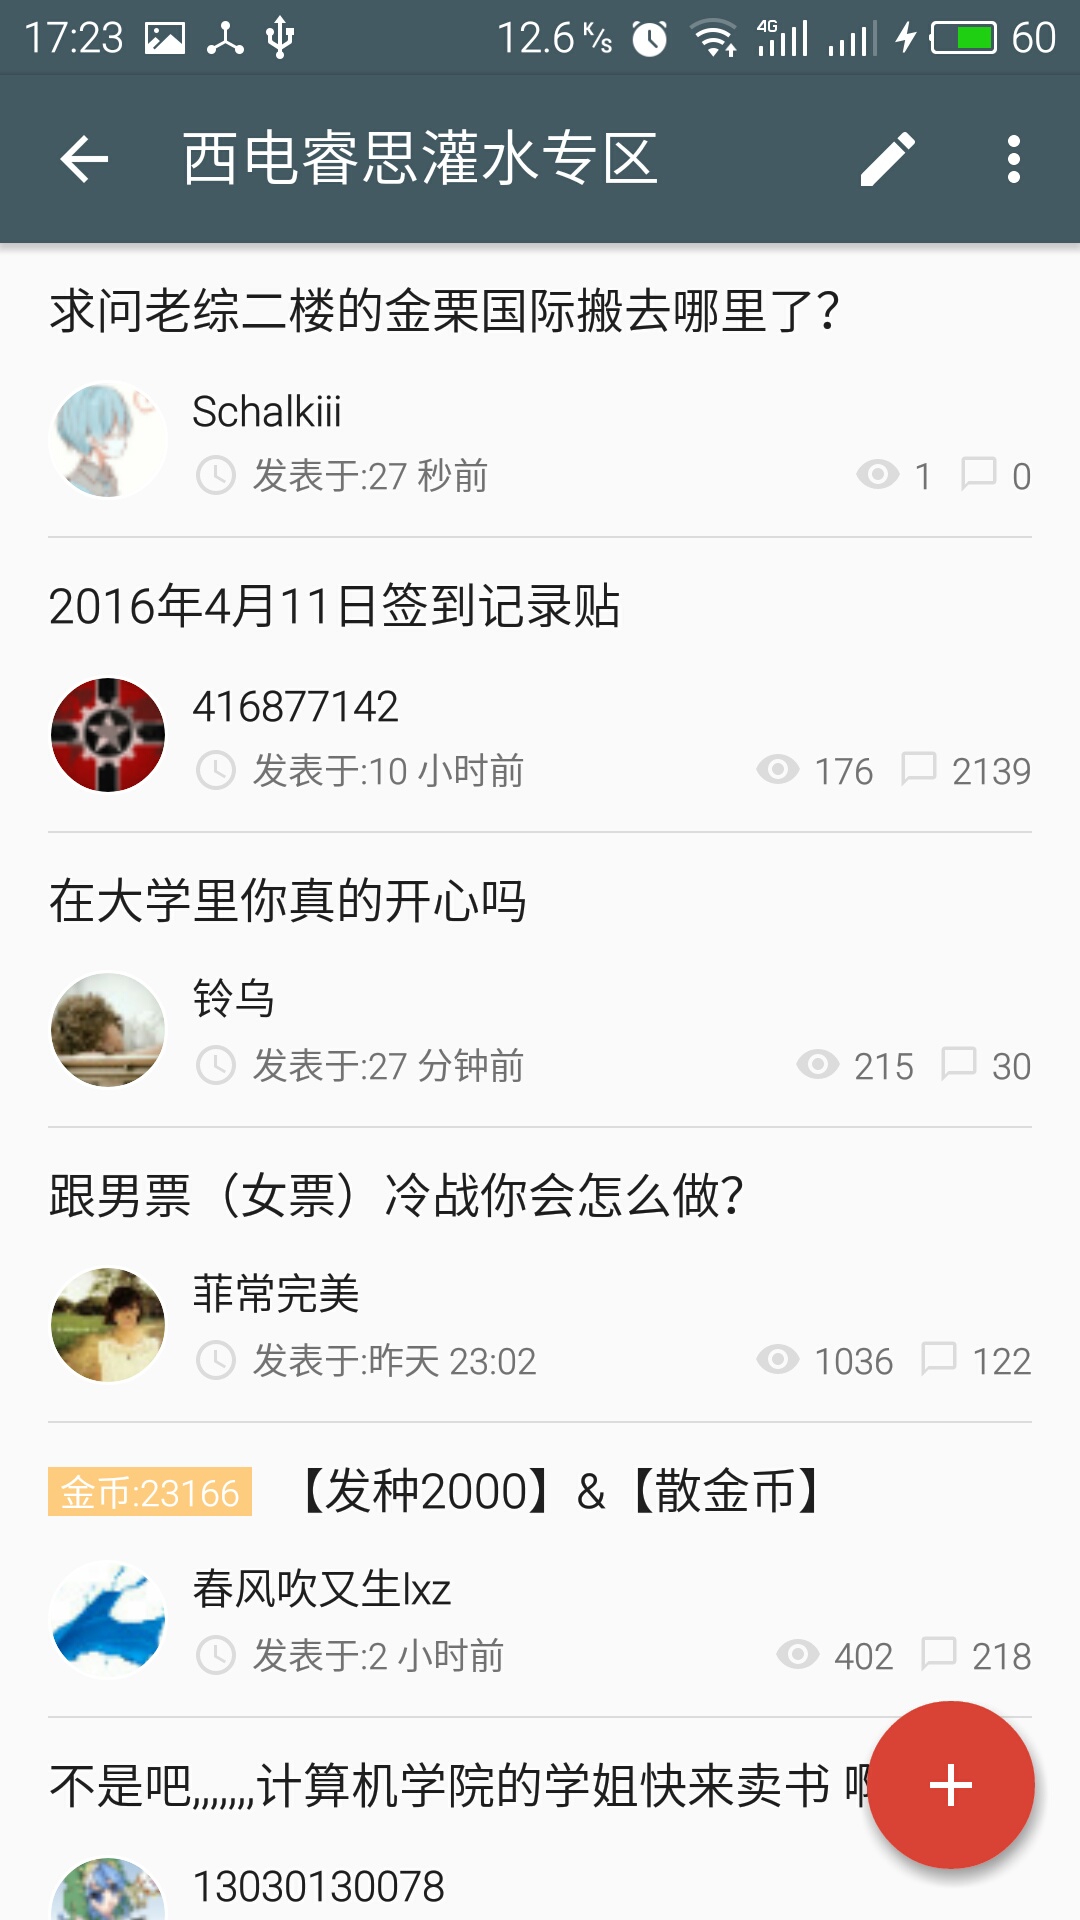 17:23 12.6 K/s 4G 60
西电睿思灌水专区
求问老综二楼的金栗国际搬去哪里了？
Schalkiii
发表于:27 秒前 1 0
2016年4月11日签到记录贴
416877142
发表于:10 小时前 176 2139
在大学里你真的开心吗
铃乌
发表于:27 分钟前 215 30
跟男票（女票）冷战你会怎么做？
菲常完美
发表于:昨天 23:02 1036 122
金币:23166 【发种2000】&【散金币】
春风吹又生lxz
发表于:2 小时前 402 218
不是吧,,,,,,,计算机学院的学姐快来卖书
13030130078